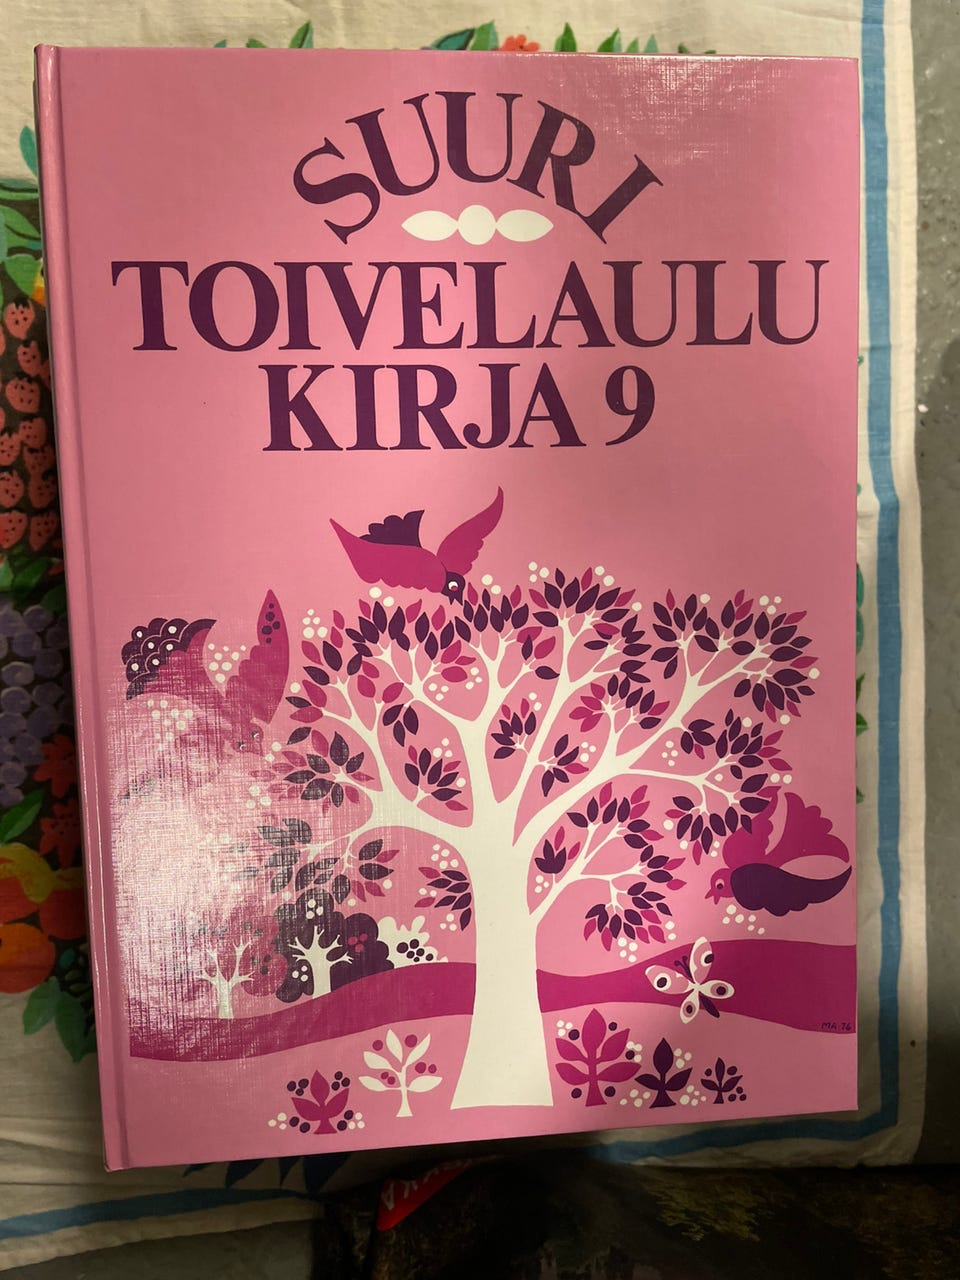 SUURI
TOIVELAULU
KIRJA 9
MA 76